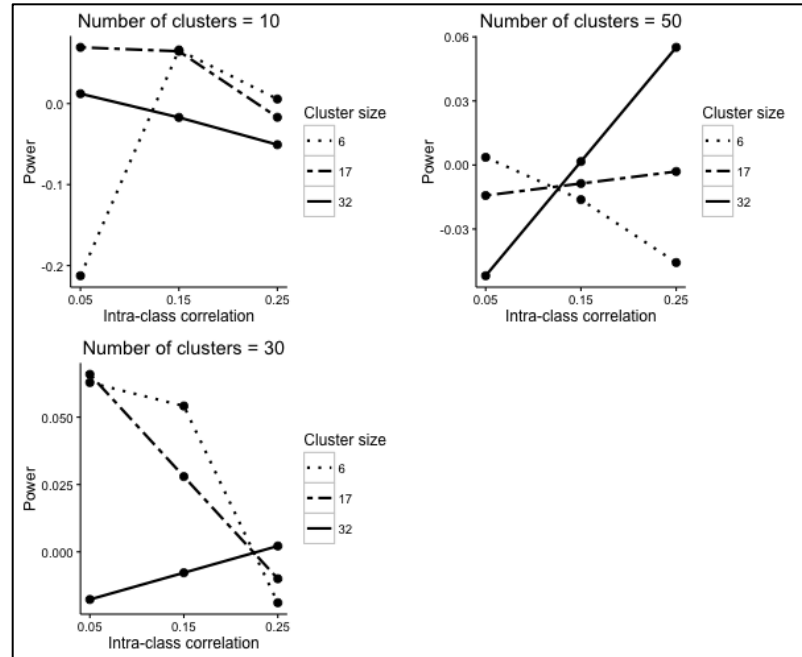 Number of clusters = 10
0.0
-0.1
-0.2
Power
0.05 0.15 0.25
Intra-class correlation
Cluster size
6
17
32
Number of clusters = 50
0.06
0.03
0.00
-0.03
Power
0.05 0.15 0.25
Intra-class correlation
Cluster size
6
17
32
Number of clusters = 30
0.050
0.025
0.000
Power
0.05 0.15 0.25
Intra-class correlation
Cluster size
6
17
32